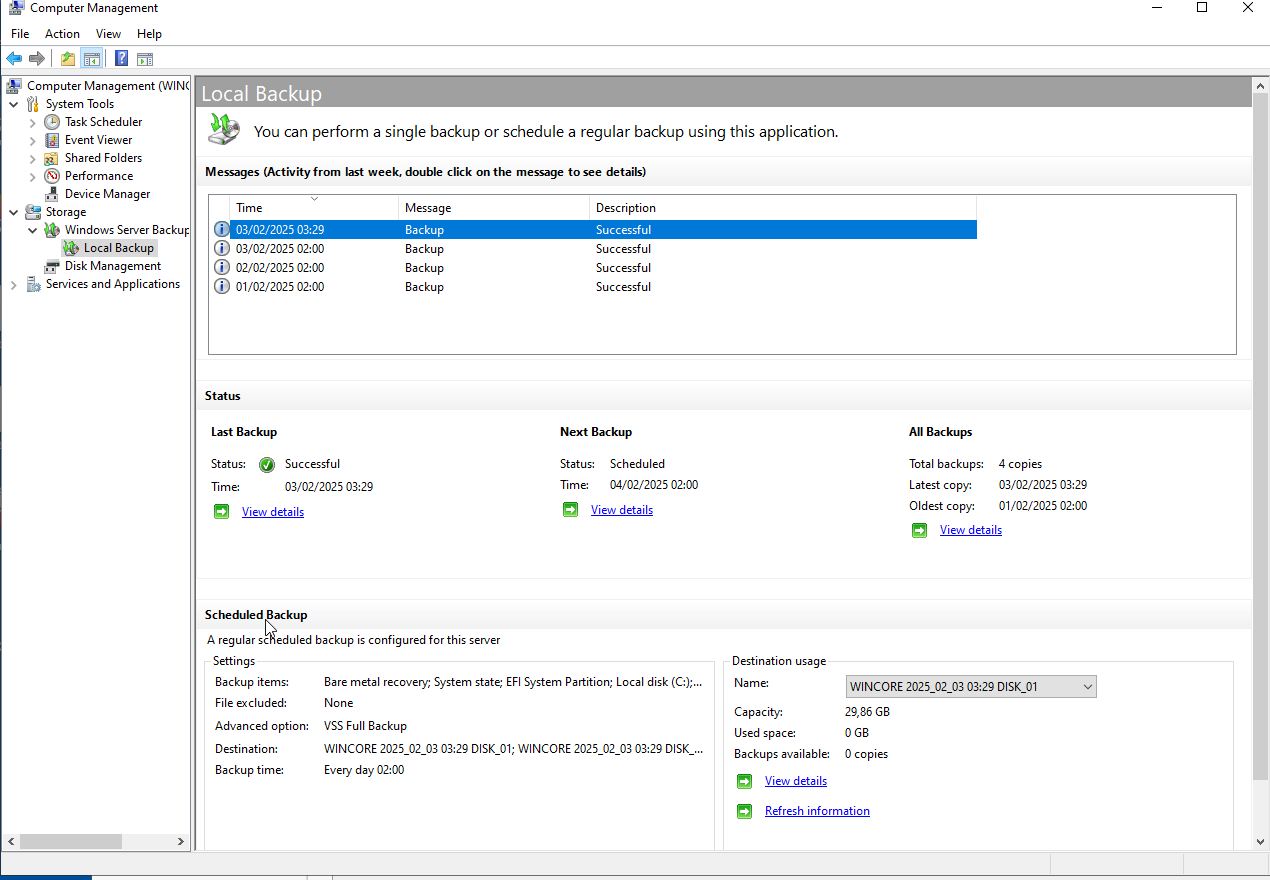 Computer Management
File Action View Help
Computer Management (WINC
System Tools
Task Scheduler
Event Viewer
Shared Folders
Performance
Device Manager
Storage
Windows Server Backup
Local Backup
Disk Management
Services and Applications
Local Backup
You can perform a single backup or schedule a regular backup using this application.
Messages (Activity from last week, double click on the message to see details)
Time Message Description
03/02/2025 03:29 Backup Successful
03/02/2025 02:00 Backup Successful
02/02/2025 02:00 Backup Successful
01/02/2025 02:00 Backup Successful
Status
Last Backup
Status: Successful
Time: 03/02/2025 03:29
View details
Next Backup
Status: Scheduled
Time: 04/02/2025 02:00
View details
All Backups
Total backups: 4 copies
Latest copy: 03/02/2025 03:29
Oldest copy: 01/02/2025 02:00
View details
Scheduled Backup
A regular scheduled backup is configured for this server
Settings
Backup items: Bare metal recovery; System state; EFI System Partition; Local disk (C:);...
File excluded: None
Advanced option: VSS Full Backup
Destination: WINCORE 2025_02_03 03:29 DISK_01; WINCORE 2025_02_03 03:29 DISK_...
Backup time: Every day 02:00
Destination usage
Name: WINCORE 2025_02_03 03:29 DISK_01
Capacity: 29,86 GB
Used space: 0 GB
Backups available: 0 copies
View details
Refresh information